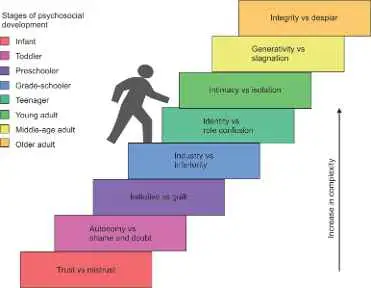 Stages of psychosocial
development
Infant
Toddler
Preschooler
Grade-schooler
Teenager
Young adult
Middle-age adult
Older adult
Integrity vs despiar
Generativity vs
stagnation
Intimacy vs isolation
Identity vs
role confusion
Industry vs
inferiority
Initiative vs guilt
Autonomy vs
shame and doubt
Trust vs mistrust
Increase in complexity